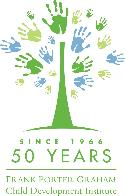 SINCE 1966
50 YEARS
FRANK PORTER GRAHAM
Child Development Institute